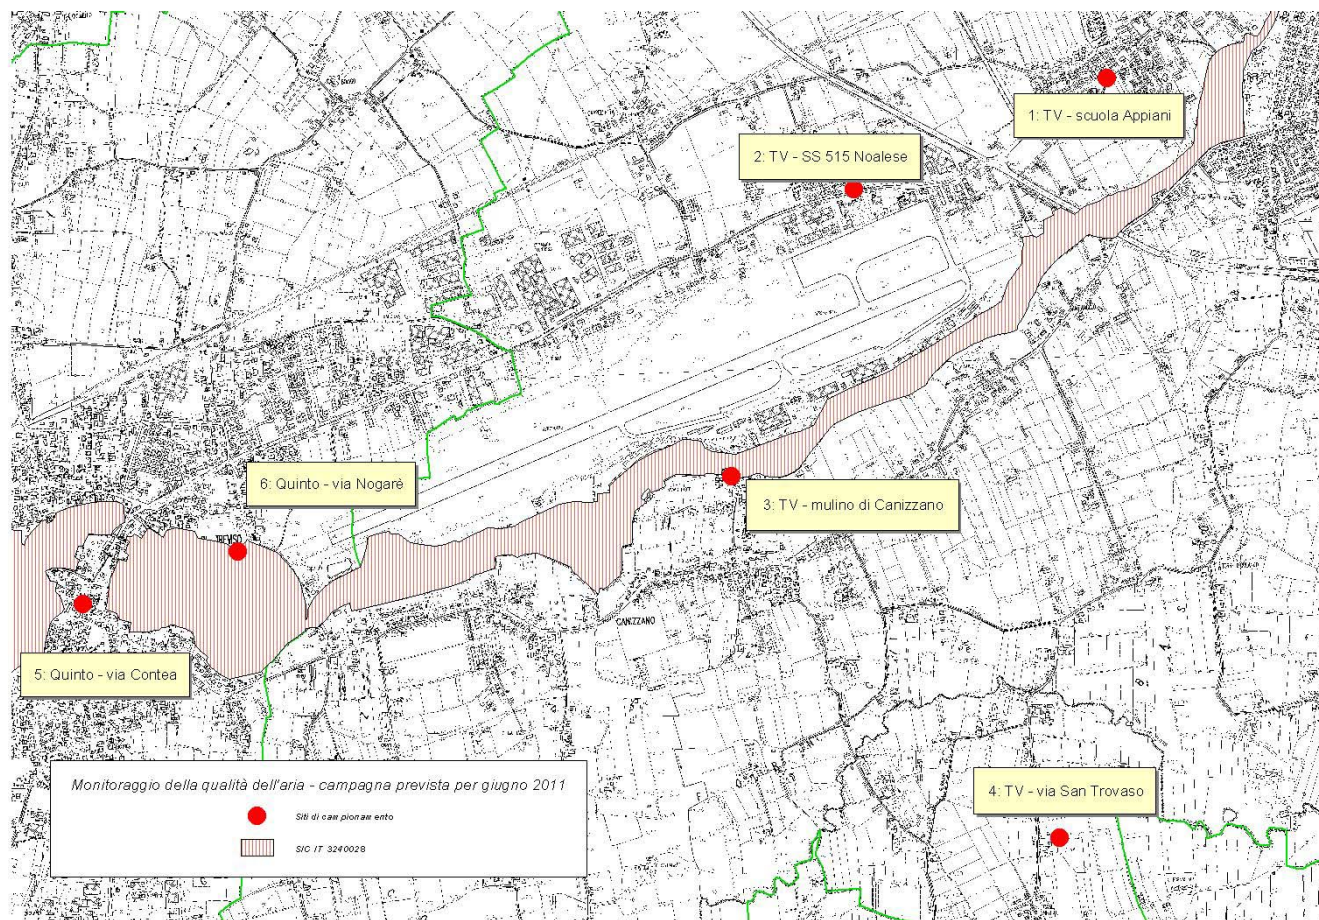 1: TV - scuola Appiani
2: TV - SS 515 Noalese
6: Quinto - via Nogarè
3: TV - mulino di Canizzano
TREVISO
CANIZZANO
5: Quinto - via Contea
4: TV - via San Trovaso
Monitoraggio della qualità dell'aria - campagna prevista per giugno 2011
Siti di campionamento
SIC IT 3240028